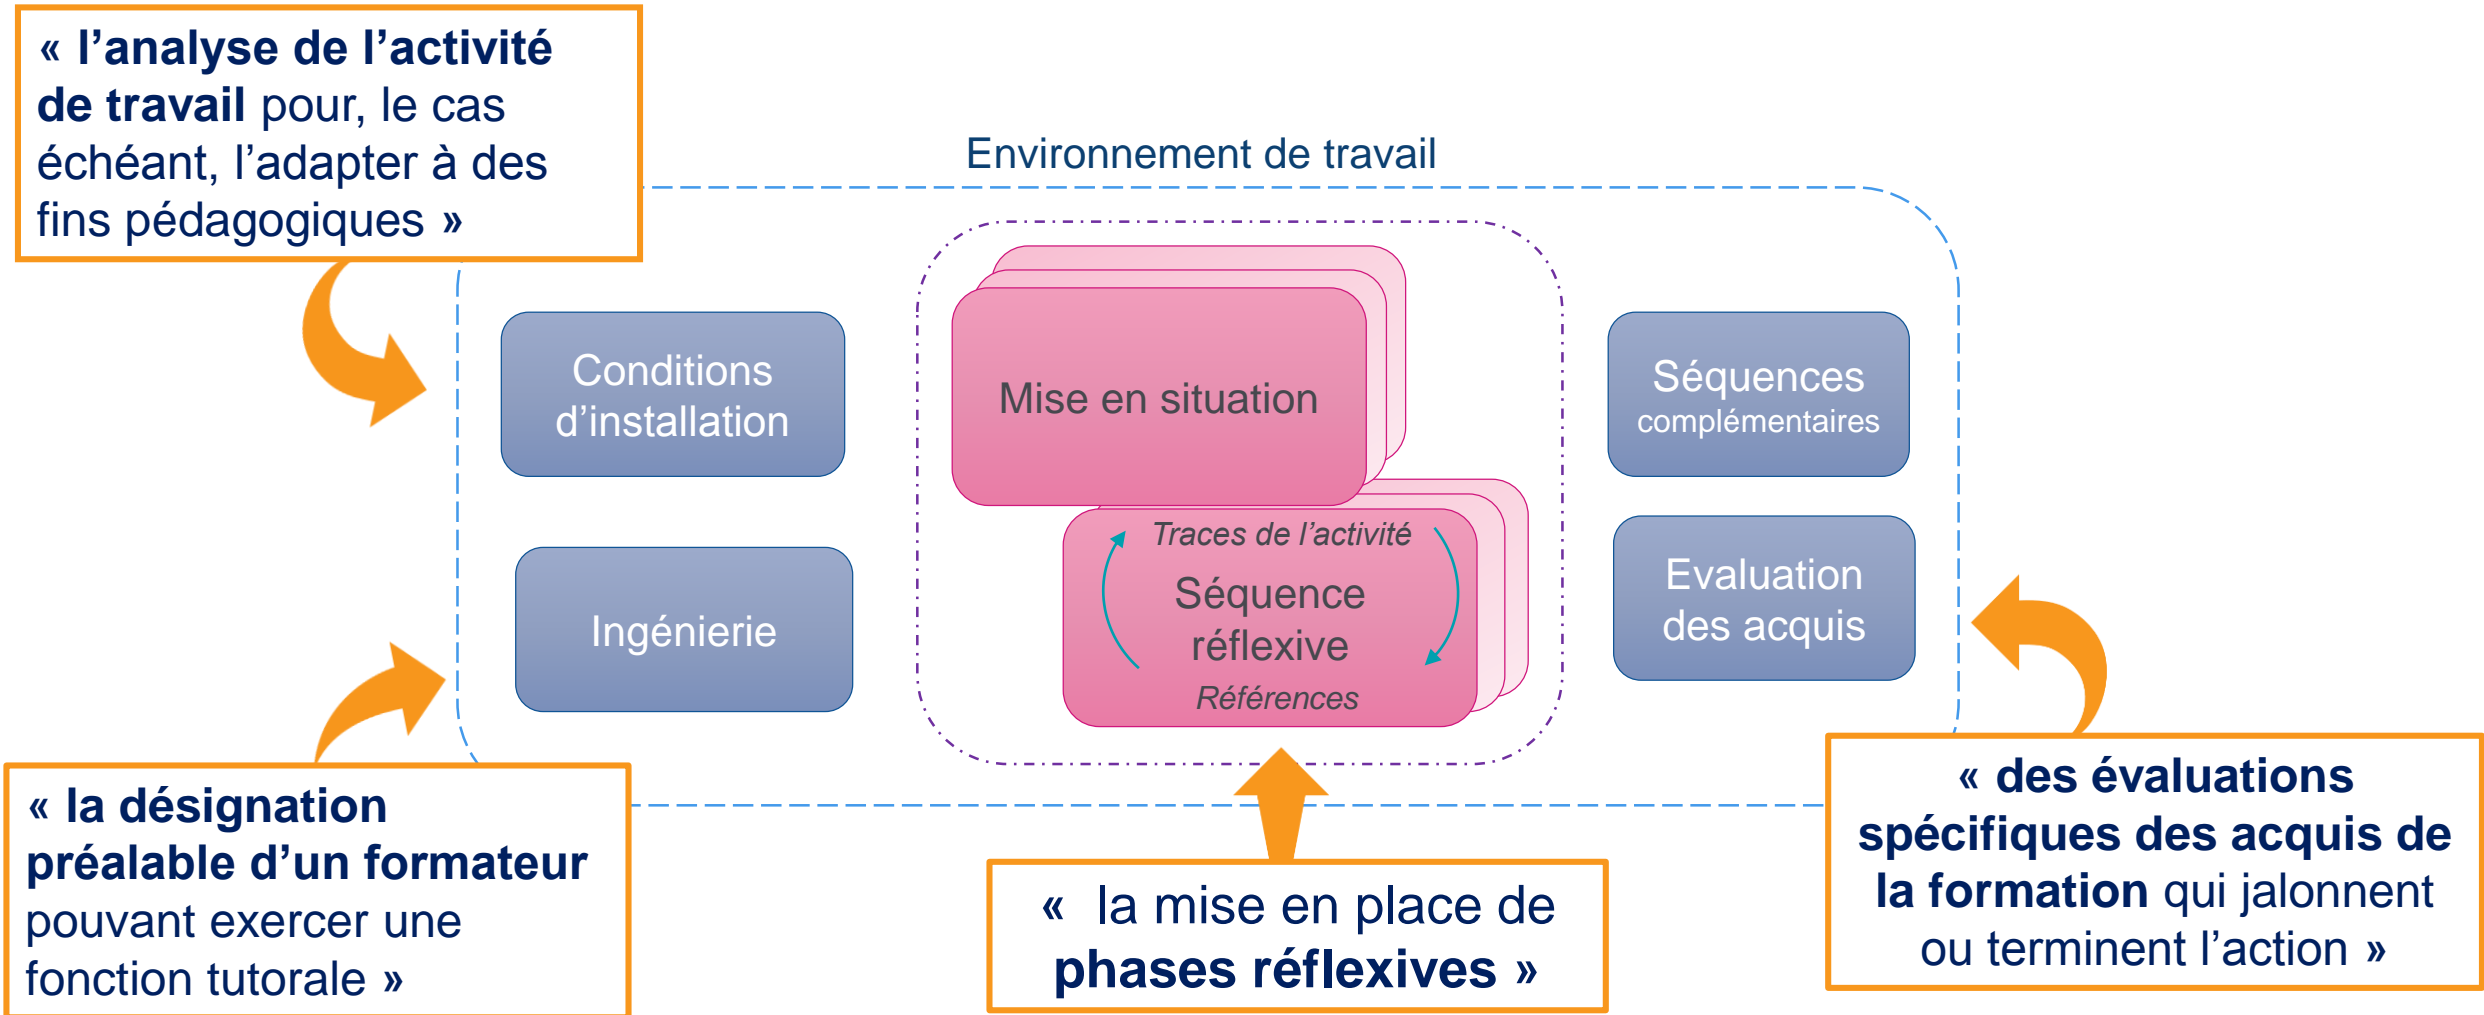 « l’analyse de l’activité
de travail pour, le cas
échéant, l’adapter à des
fins pédagogiques »
Environnement de travail
Conditions
d’installation
Mise en situation
Séquences
complémentaires
Ingénierie
Traces de l’activité
Séquence
réflexive
Références
Evaluation
des acquis
« la désignation
préalable d’un formateur
pouvant exercer une
fonction tutorale »
« la mise en place de
phases réflexives »
« des évaluations
spécifiques des acquis de
la formation qui jalonnent
ou terminent l’action »